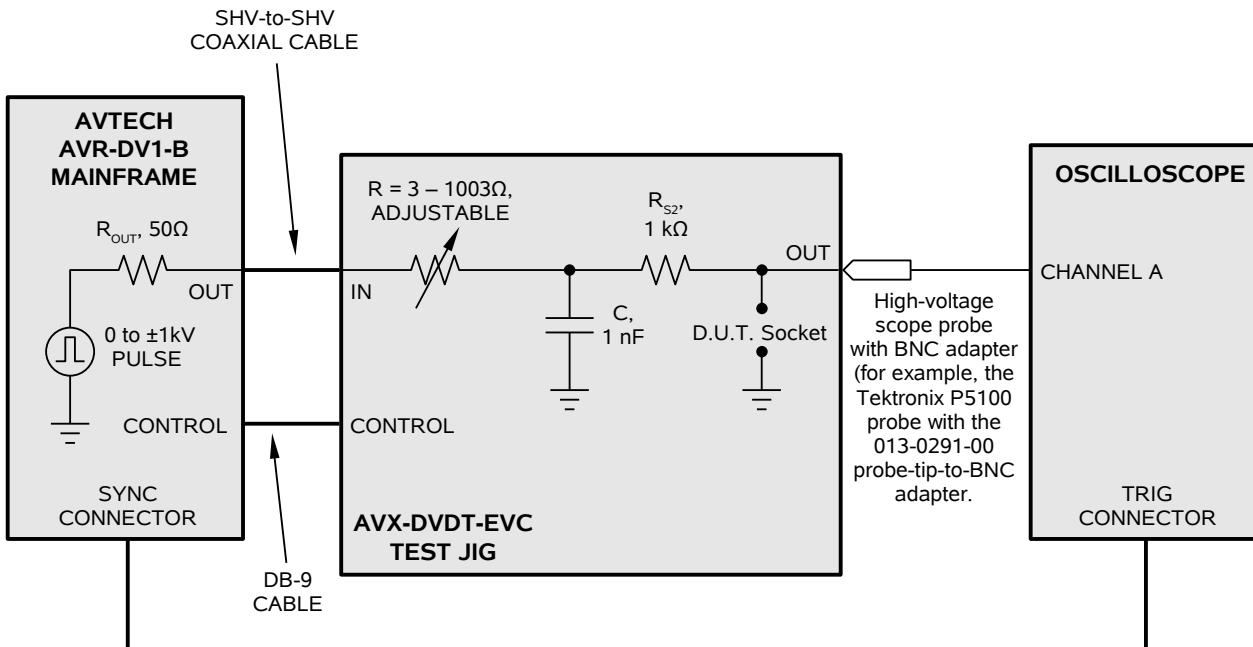 SHV-to-SHV
COAXIAL CABLE
AVTECH
AVR-DV1-B
MAINFRAME
R_OUT, 50Ω
OUT
0 to ±1kV
PULSE
CONTROL
SYNC
CONNECTOR
DB-9
CABLE
R = 3 – 1003Ω,
ADJUSTABLE
IN
R_S2,
1 kΩ
OUT
C,
1 nF
D.U.T. Socket
CONTROL
AVX-DVDT-EVC
TEST JIG
High-voltage
scope probe
with BNC adapter
(for example, the
Tektronix P5100
probe with the
013-0291-00
probe-tip-to-BNC
adapter.
OSCILLOSCOPE
CHANNEL A
TRIG
CONNECTOR